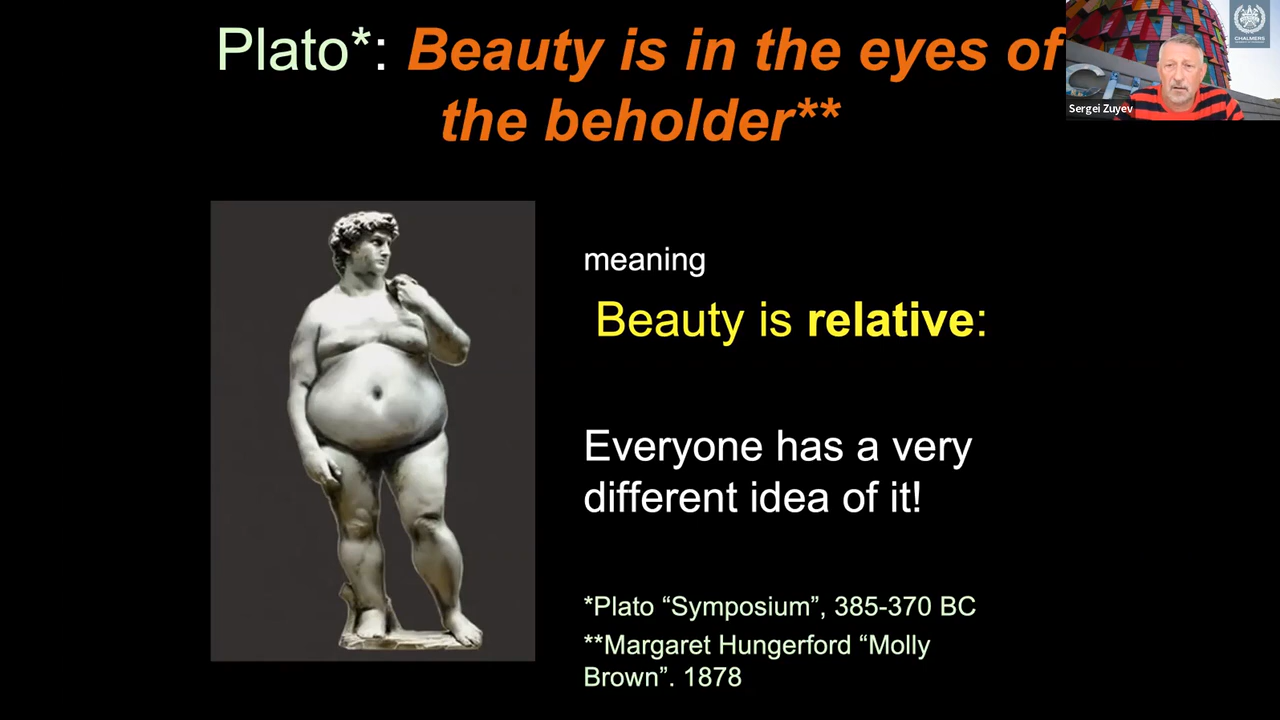 Plato*: Beauty is in the eyes of
the beholder**
CHALMERS
Sergei Zuyev
meaning
Beauty is relative:
Everyone has a very
different idea of it!
*Plato “Symposium”, 385-370 BC
**Margaret Hungerford “Molly
Brown”. 1878